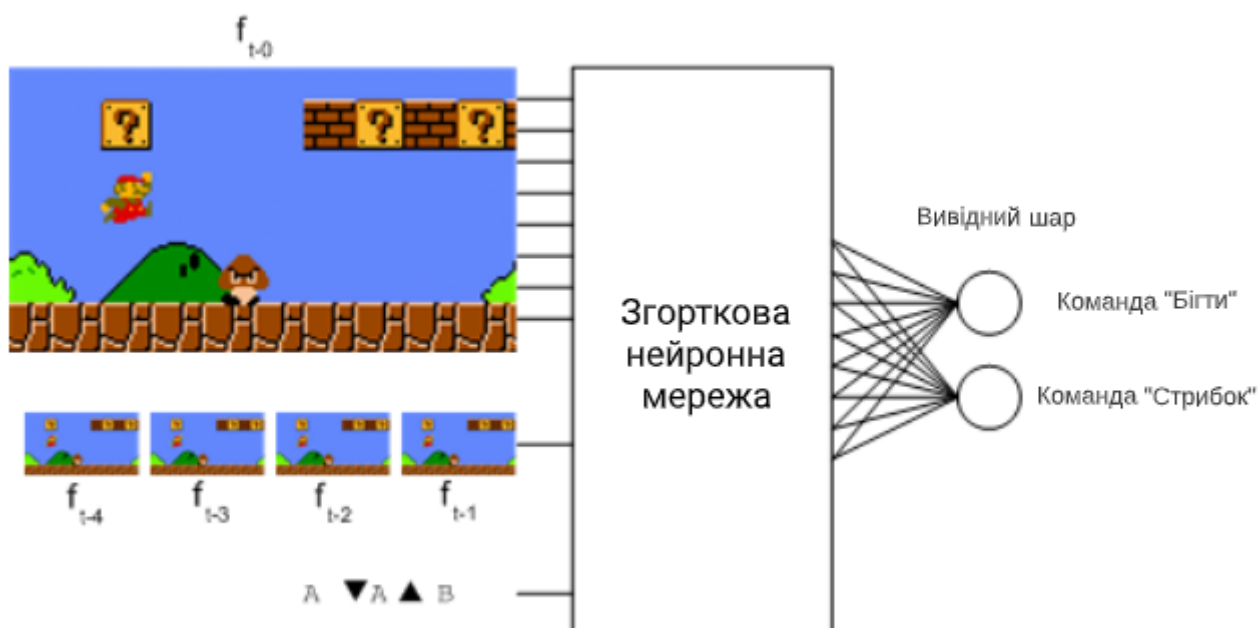 f t-0
? ? ?
Вивідний шар
Команда "Бігти"
Згорткова
нейронна
мережа
Команда "Стрибок"
f t-4 f t-3 f t-2 f t-1
A ▼A ▲ B